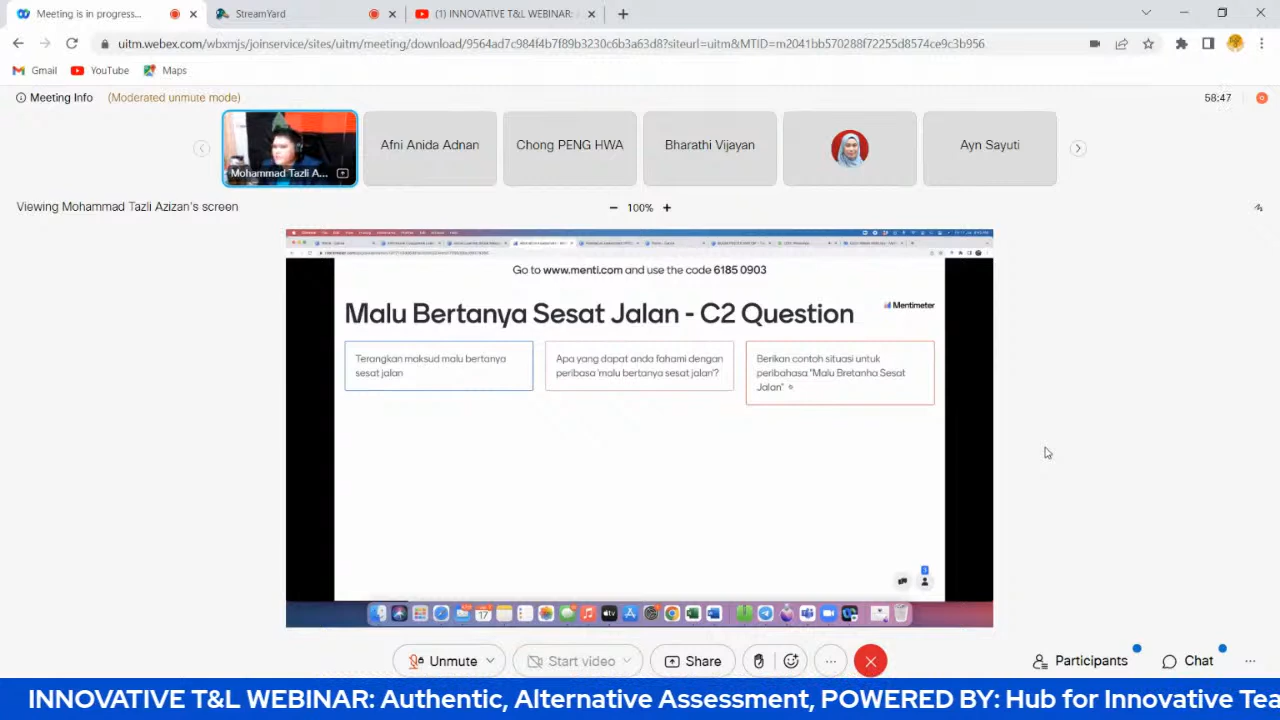 Meeting is in progress...
StreamYard
(1) INNOVATIVE T&L WEBINAR:
uitm.webex.com/wbxmjs/joinservice/sites/uitm/meeting/download/9564ad7c984f4b7f89b3230c6b3a63d8?siteurl=uitm&MTID=m2041bb570288f72255d8574ce9c3b956
Gmail
YouTube
Maps
Meeting Info
(Moderated unmute mode)
58:47
Mohammad Tazli A...
Afni Anida Adnan
Chong PENG HWA
Bharathi Vijayan
Ayn Sayuti
Viewing Mohammad Tazli Azizan's screen
100%
Go to www.menti.com and use the code 6185 0903
Malu Bertanya Sesat Jalan - C2 Question
Mentimeter
Terangkan maksud malu bertanya
sesat jalan
Apa yang dapat anda fahami dengan
peribasa 'malu bertanya sesat jalan'?
Berikan contoh situasi untuk
peribahasa "Malu Bretanha Sesat
Jalan"
3
17
tv
Unmute
Start video
Share
Participants
Chat
INNOVATIVE T&L WEBINAR: Authentic, Alternative Assessment, POWERED BY: Hub for Innovative Tea